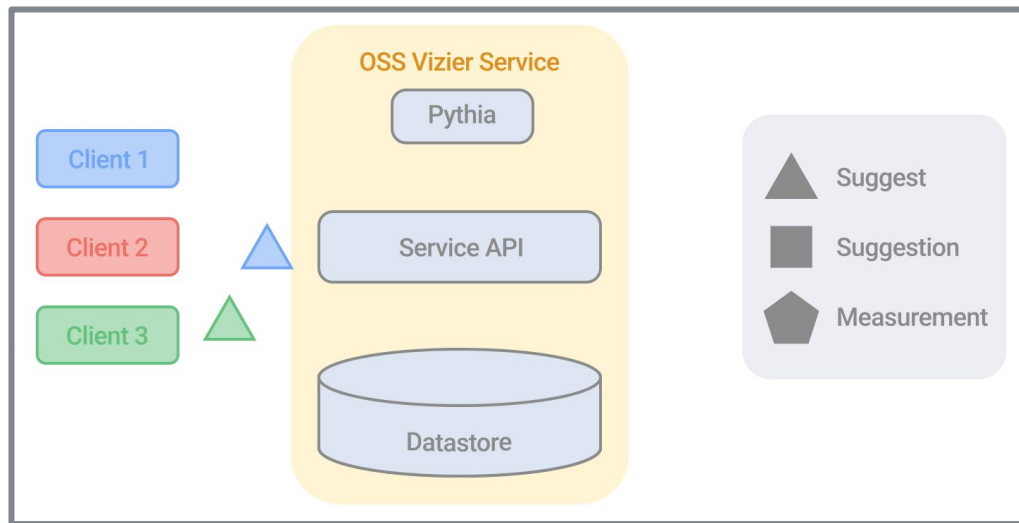 OSS Vizier Service
Pythia
Client 1
Client 2
Client 3
Service API
Datastore
Suggest
Suggestion
Measurement